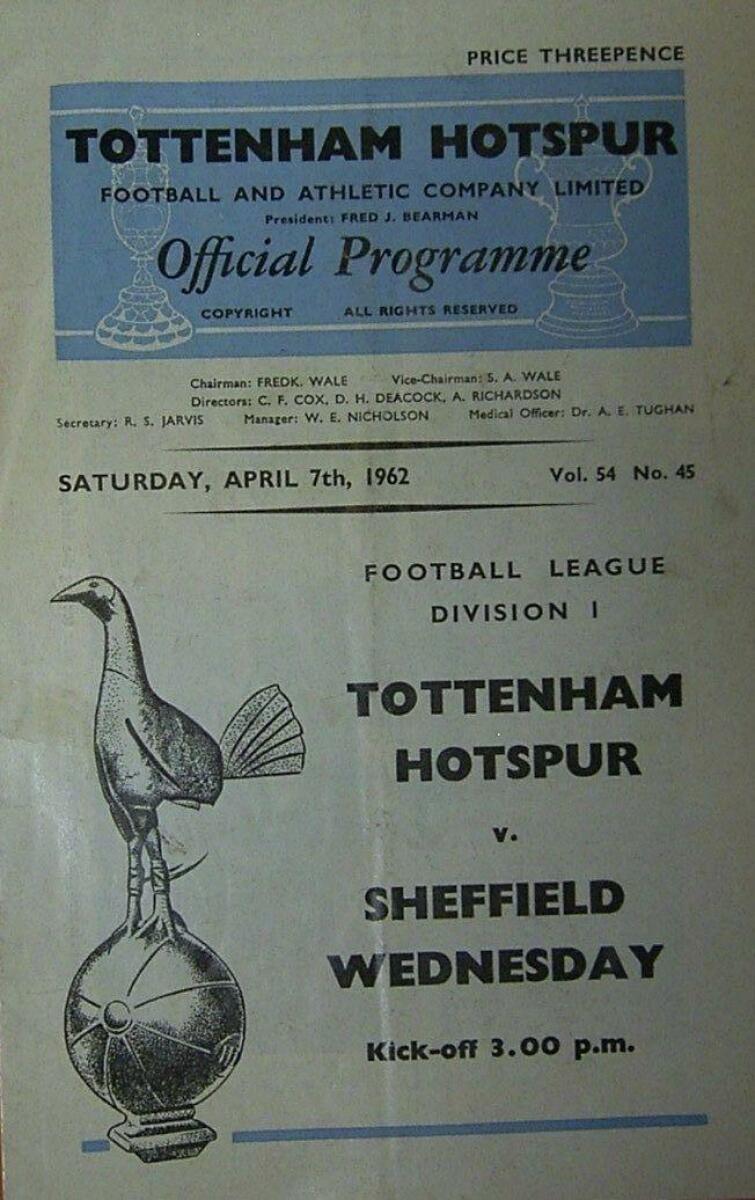 PRICE THREEPENCE
TOTTENHAM HOTSPUR
FOOTBALL AND ATHLETIC COMPANY LIMITED
President: FRED J. BEARMAN
Official Programme
COPYRIGHT ALL RIGHTS RESERVED
Chairman: FREDK. WALE Vice-Chairman: S. A. WALE
Directors: C. F. COX, D. H. DEACOCK, A. RICHARDSON
Secretary: R. S. JARVIS Manager: W. E. NICHOLSON Medical Officer: Dr. A. E. TUGHAN
SATURDAY, APRIL 7th, 1962 Vol. 54 No. 45
FOOTBALL LEAGUE
DIVISION I
TOTTENHAM
HOTSPUR
v.
SHEFFIELD
WEDNESDAY
Kick-off 3.00 p.m.